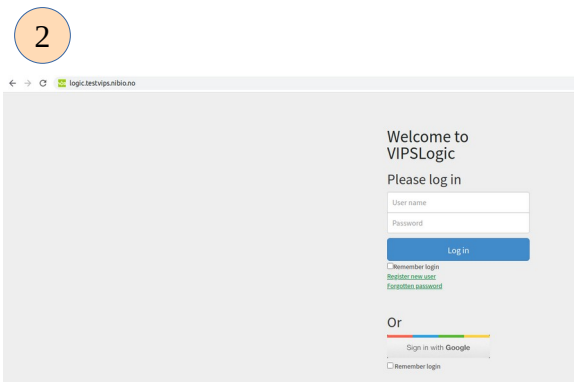 2
logic.testvips.nibio.no
Welcome to
VIPSLogic
Please log in
User name
Password
Log in
Remember login
Register new user
Forgotten password
Or
Sign in with Google
Remember login